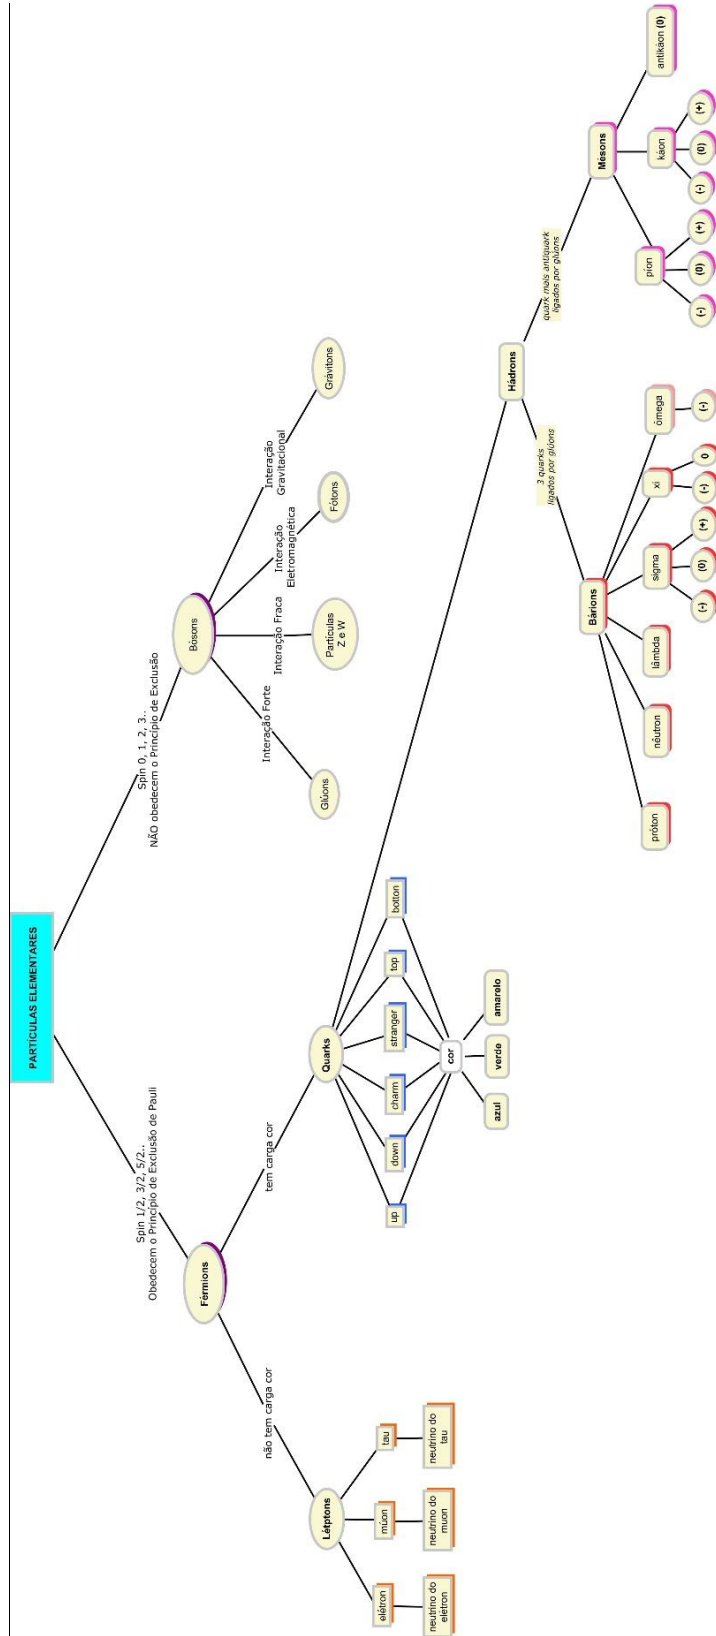 PARTÍCULAS ELEMENTARES
Spin 1/2, 3/2, 5/2..
Obedecem o Princípio de Exclusão de Pauli
Spin 0, 1, 2, 3..
NÃO obedecem o Princípio de Exclusão
Férmions
Bósons
não tem carga cor
tem carga cor
Interação Forte
Interação Fraca
Interação
Eletromagnética
Interação
Gravitacional
Létptons
Quarks
Glúons
Partículas
Z e W
Fótons
Grávitons
elétron
múon
tau
neutrino do
elétron
neutrino do
muon
neutrino do
tau
up
down
charm
stranger
top
botton
cor
azul
verde
amarelo
Hádrons
3 quarks
ligados por glúons
quark mais antiquark
ligados por glúons
Bárions
Mésons
próton
nêutron
lâmbda
sigma
xi
ômega
píon
káon
antikáon (0)
(-)
(0)
(+)
(-)
0
(-)
(-)
(0)
(+)
(-)
(0)
(+)